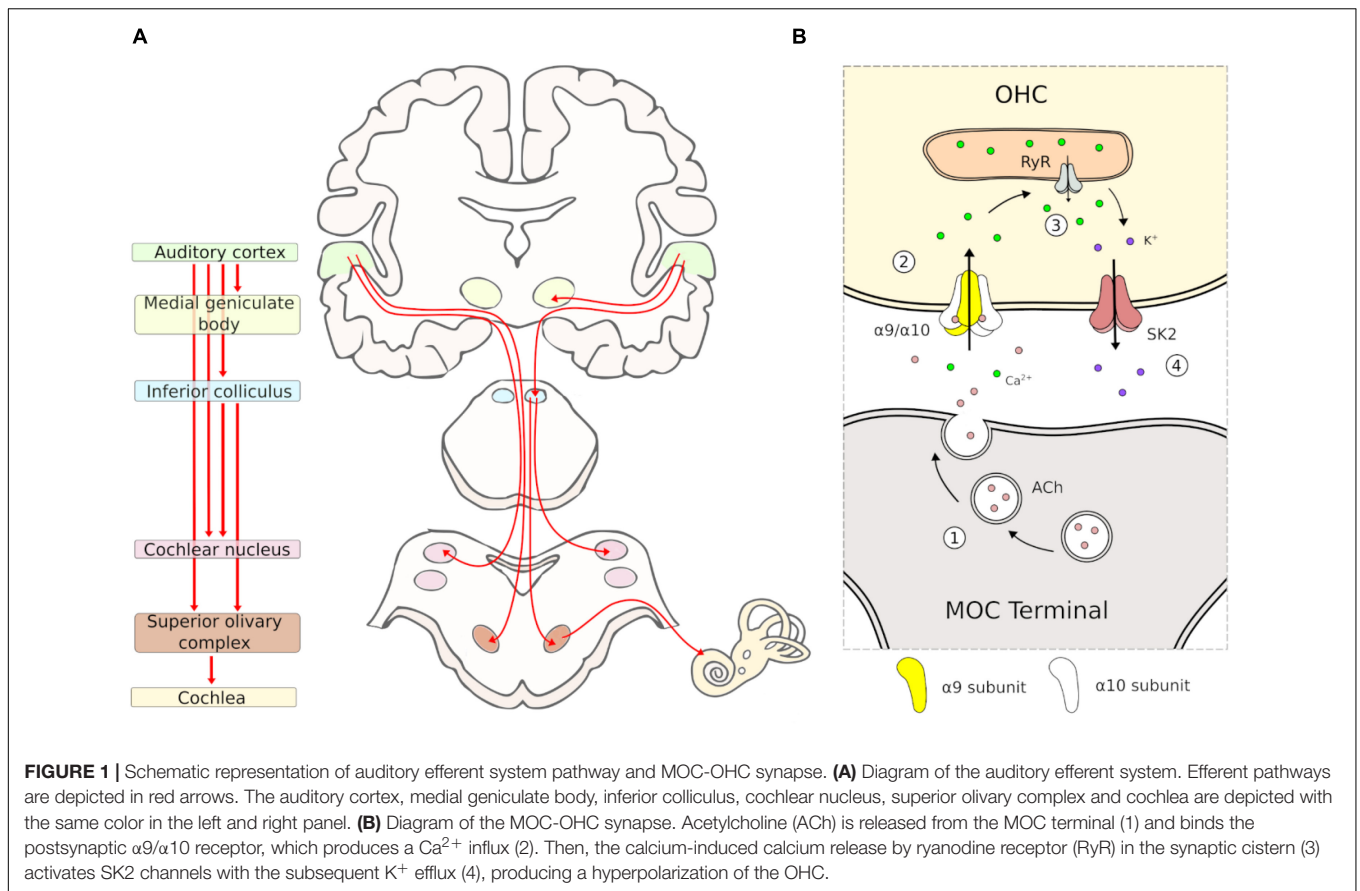 A
B
Auditory cortex
Medial geniculate
body
Inferior colliculus
Cochlear nucleus
Superior olivary
complex
Cochlea
OHC
RyR
3
K+
2
α9/α10
SK2
4
Ca2+
ACh
1
MOC Terminal
α9 subunit
α10 subunit
FIGURE 1 | Schematic representation of auditory efferent system pathway and MOC-OHC synapse. (A) Diagram of the auditory efferent system. Efferent pathways
are depicted in red arrows. The auditory cortex, medial geniculate body, inferior colliculus, cochlear nucleus, superior olivary complex and cochlea are depicted with
the same color in the left and right panel. (B) Diagram of the MOC-OHC synapse. Acetylcholine (ACh) is released from the MOC terminal (1) and binds the
postsynaptic α9/α10 receptor, which produces a Ca2+ influx (2). Then, the calcium-induced calcium release by ryanodine receptor (RyR) in the synaptic cistern (3)
activates SK2 channels with the subsequent K+ efflux (4), producing a hyperpolarization of the OHC.